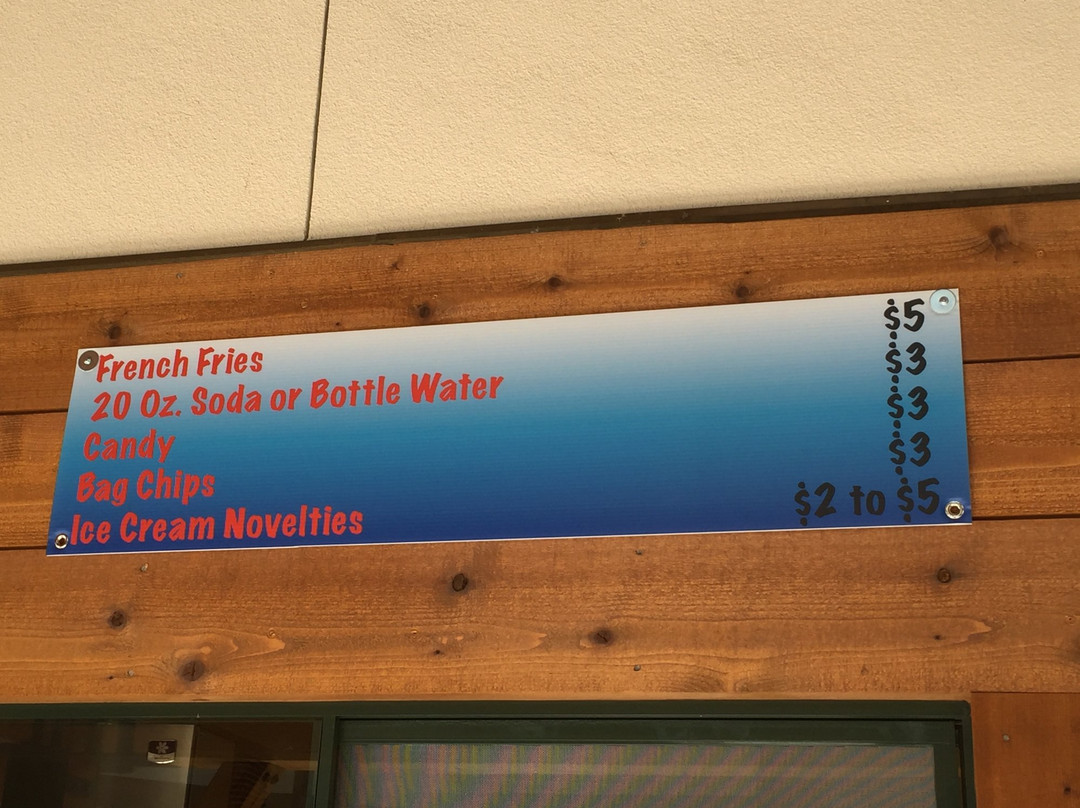 French Fries $5
20 Oz. Soda or Bottle Water $3
Candy $3
Bag Chips $3
Ice Cream Novelties $2 to $5